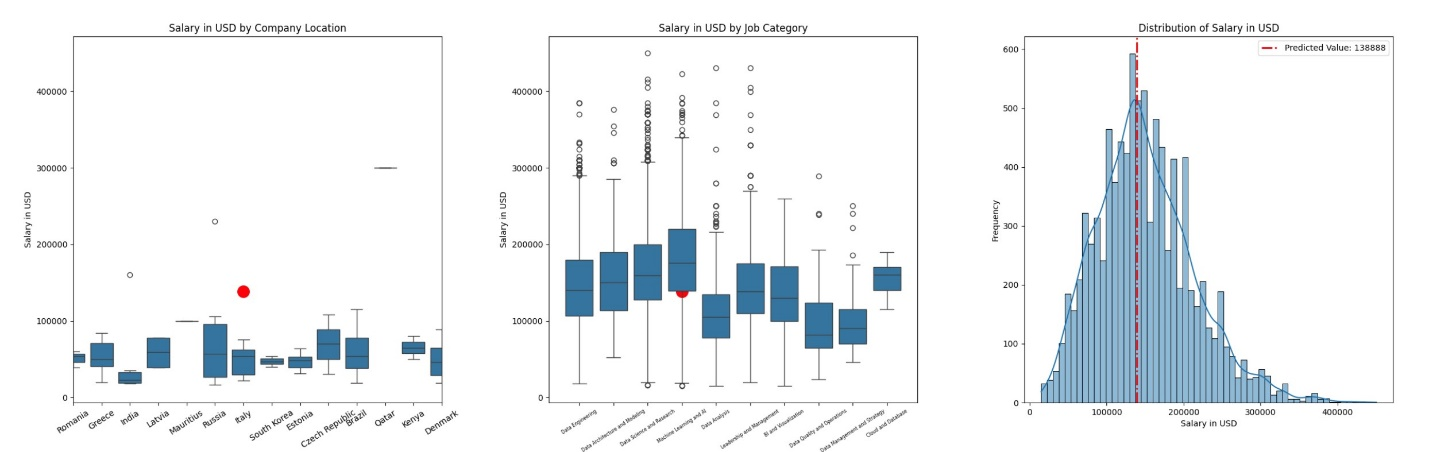 Salary in USD by Company Location
Salary in USD
400000
300000
200000
100000
0
Romania
Greece
India
Latvia
Mauritius
Russia
Italy
South Korea
Estonia
Czech Republic
Brazil
Qatar
Kenya
Denmark
Salary in USD by Job Category
Salary in USD
400000
300000
200000
100000
0
Data Engineering
Data Architecture and Modeling
Data Science and Research
Machine Learning and AI
Data Analysis
Leadership and Management
BI and Visualization
Data Quality and Operations
Data Management and Strategy
Cloud and Database
Distribution of Salary in USD
Predicted Value: 138888
Frequency
600
500
400
300
200
100
0
0 100000 200000 300000 400000
Salary in USD